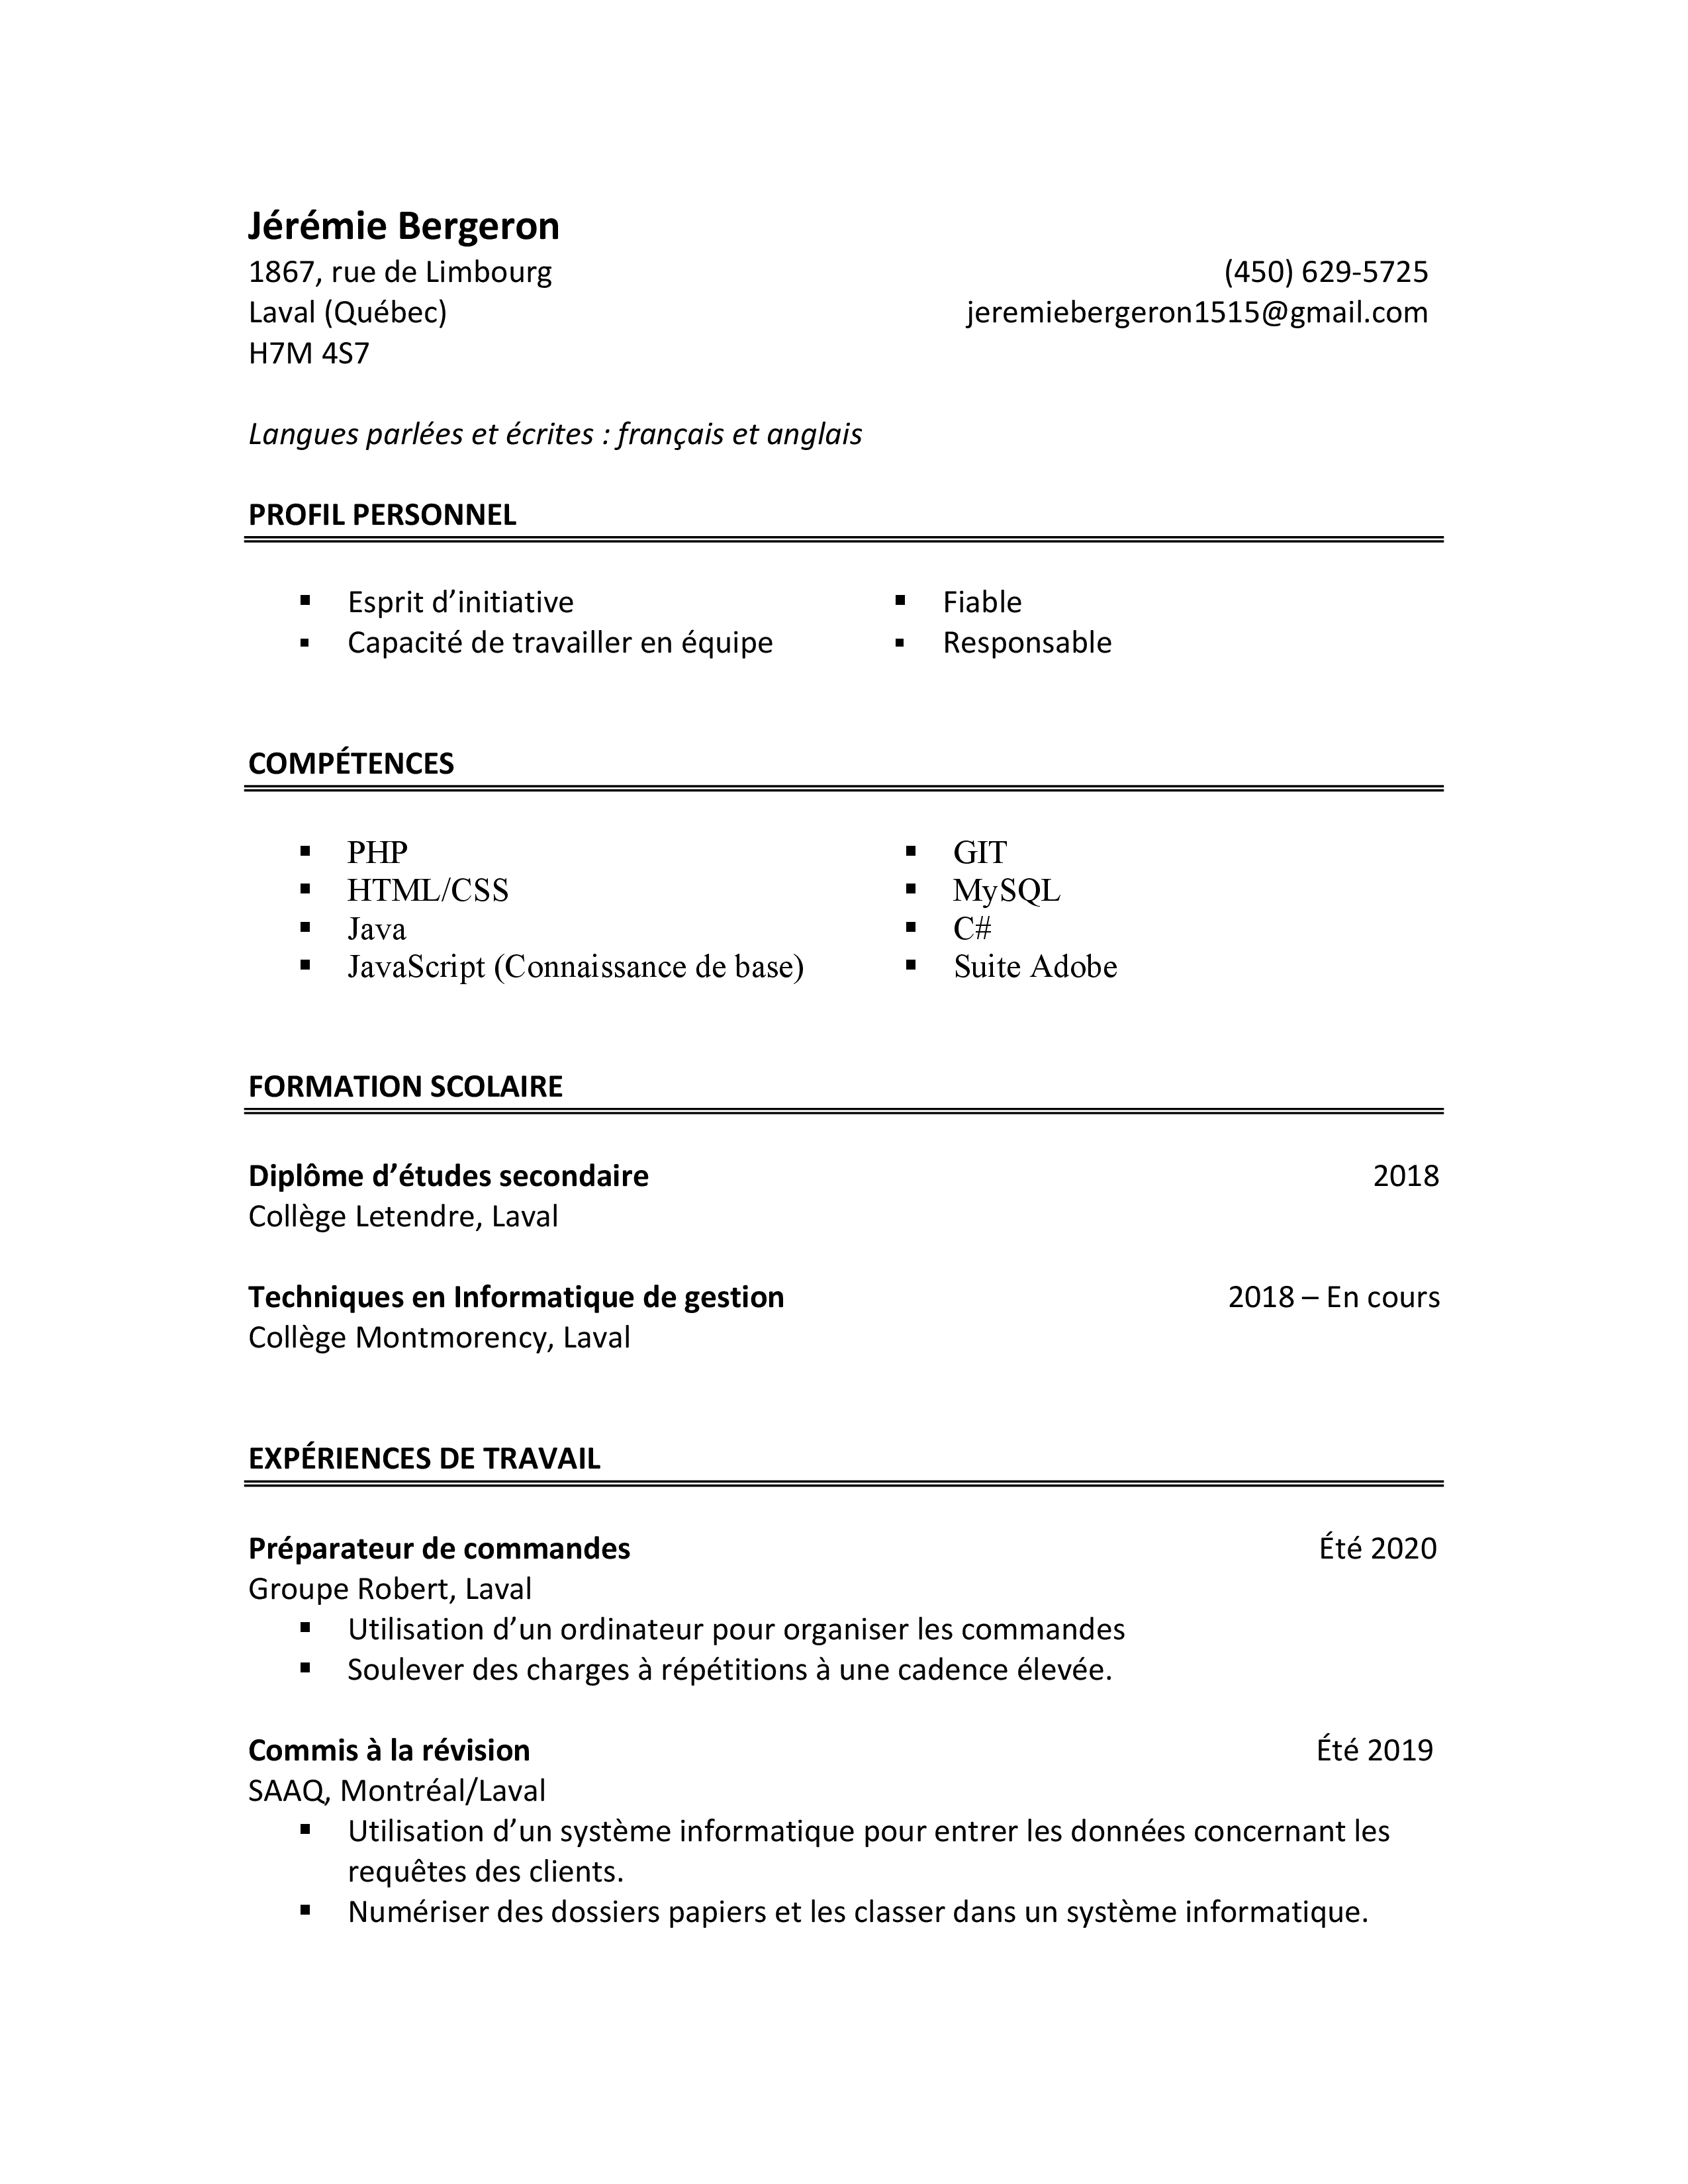 Jérémie Bergeron
1867, rue de Limbourg (450) 629-5725
Laval (Québec) jeremiebergeron1515@gmail.com
H7M 4S7
Langues parlées et écrites : français et anglais
PROFIL PERSONNEL
▪ Esprit d’initiative ▪ Fiable
▪ Capacité de travailler en équipe ▪ Responsable
COMPÉTENCES
▪ PHP ▪ GIT
▪ HTML/CSS ▪ MySQL
▪ Java ▪ C#
▪ JavaScript (Connaissance de base) ▪ Suite Adobe
FORMATION SCOLAIRE
Diplôme d’études secondaire 2018
Collège Letendre, Laval
Techniques en Informatique de gestion 2018 – En cours
Collège Montmorency, Laval
EXPÉRIENCES DE TRAVAIL
Préparateur de commandes Été 2020
Groupe Robert, Laval
▪ Utilisation d’un ordinateur pour organiser les commandes
▪ Soulever des charges à répétitions à une cadence élevée.
Commis à la révision Été 2019
SAAQ, Montréal/Laval
▪ Utilisation d’un système informatique pour entrer les données concernant les
requêtes des clients.
▪ Numériser des dossiers papiers et les classer dans un système informatique.